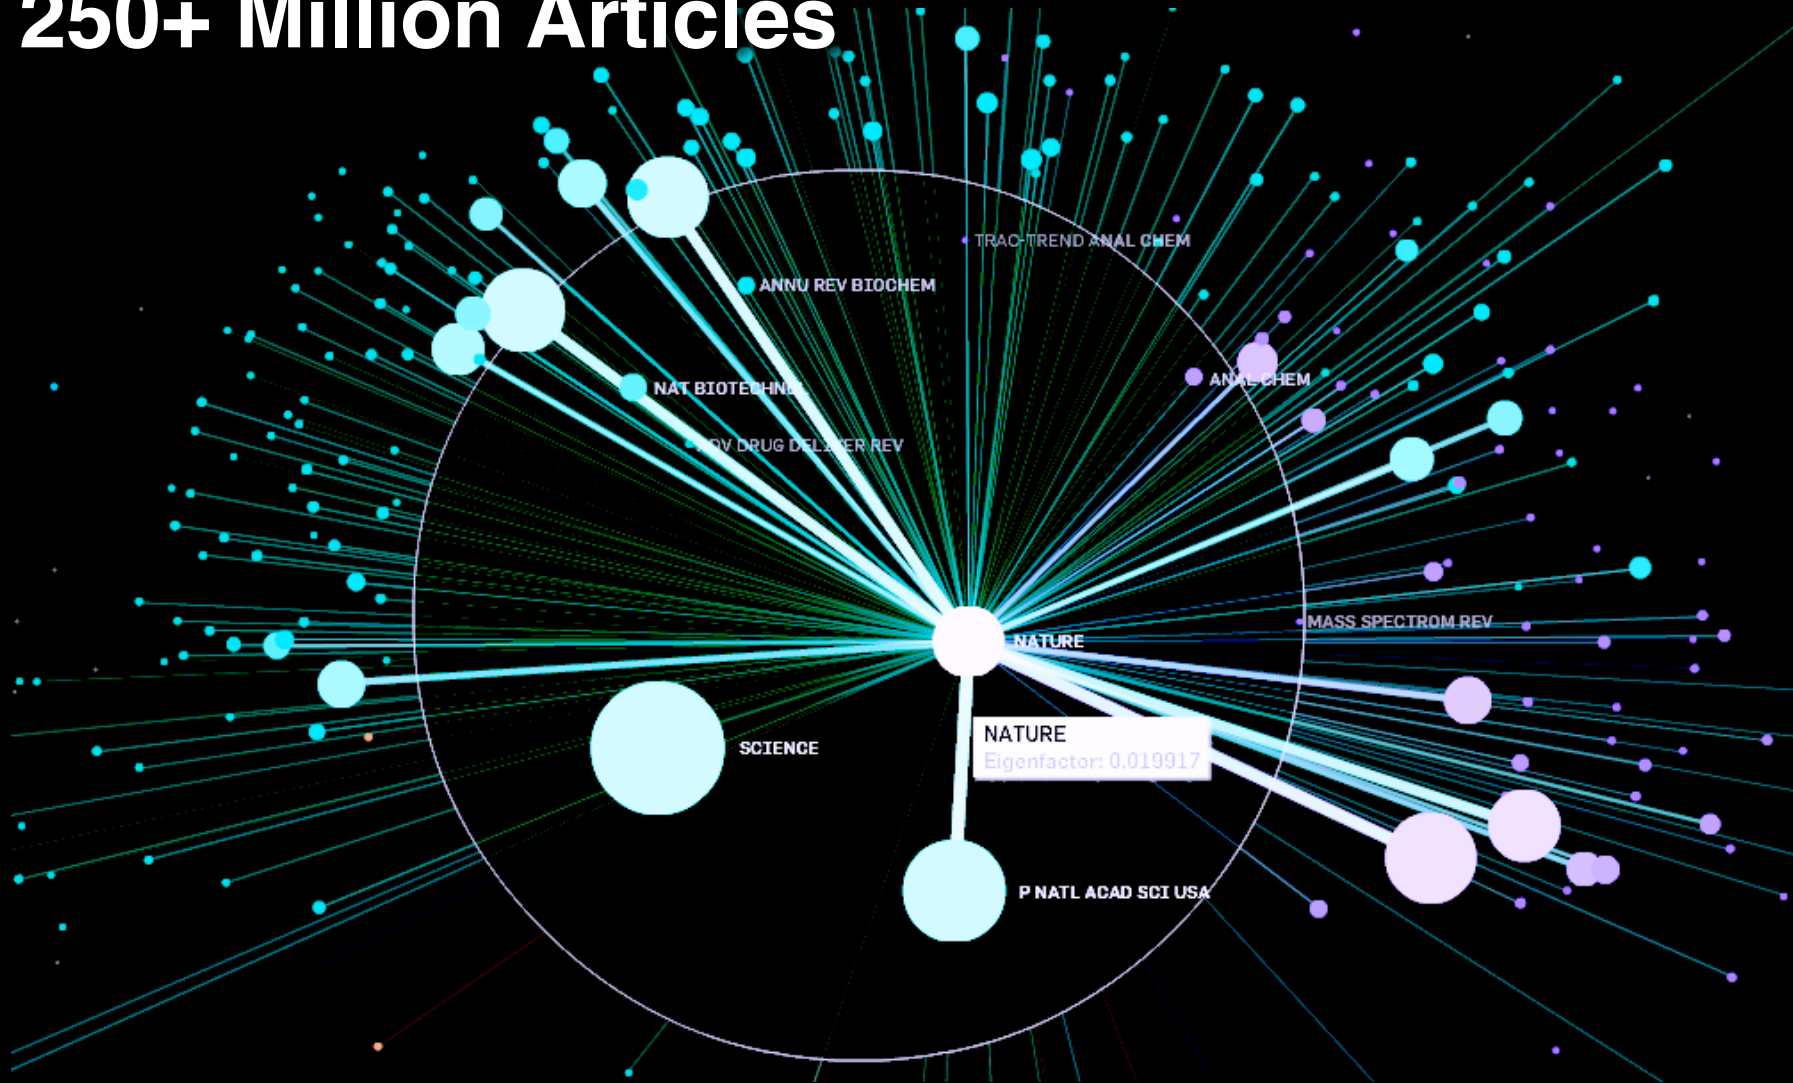 250+ Million Articles
TRAC-TREND ANAL CHEM
ANNU REV BIOCHEM
ANAL CHEM
NAT BIOTECHNOL
ADV DRUG DELIVER REV
MASS SPECTROM REV
NATURE
NATURE
Eigenfactor: 0.019917
SCIENCE
P NATL ACAD SCI USA